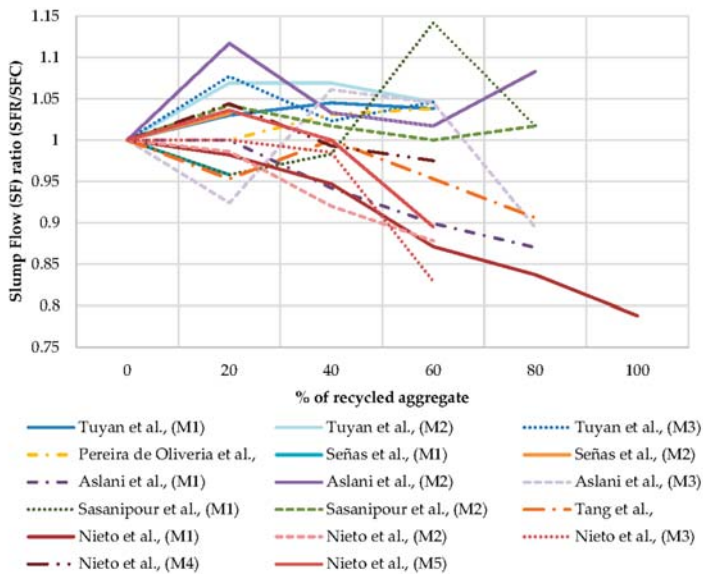 1.15
1.1
1.05
1
0.95
0.9
0.85
0.8
0.75
Slump Flow (SF) ratio (SFR/SFC)
0 20 40 60 80 100
% of recycled aggregate
Tuyan et al., (M1) Tuyan et al., (M2) Tuyan et al., (M3)
Pereira de Oliveria et al., Señas et al., (M1) Señas et al., (M2)
Aslani et al., (M1) Aslani et al., (M2) Aslani et al., (M3)
Sasanipour et al., (M1) Sasanipour et al., (M2) Tang et al.,
Nieto et al., (M1) Nieto et al., (M2) Nieto et al., (M3)
Nieto et al., (M4) Nieto et al., (M5)